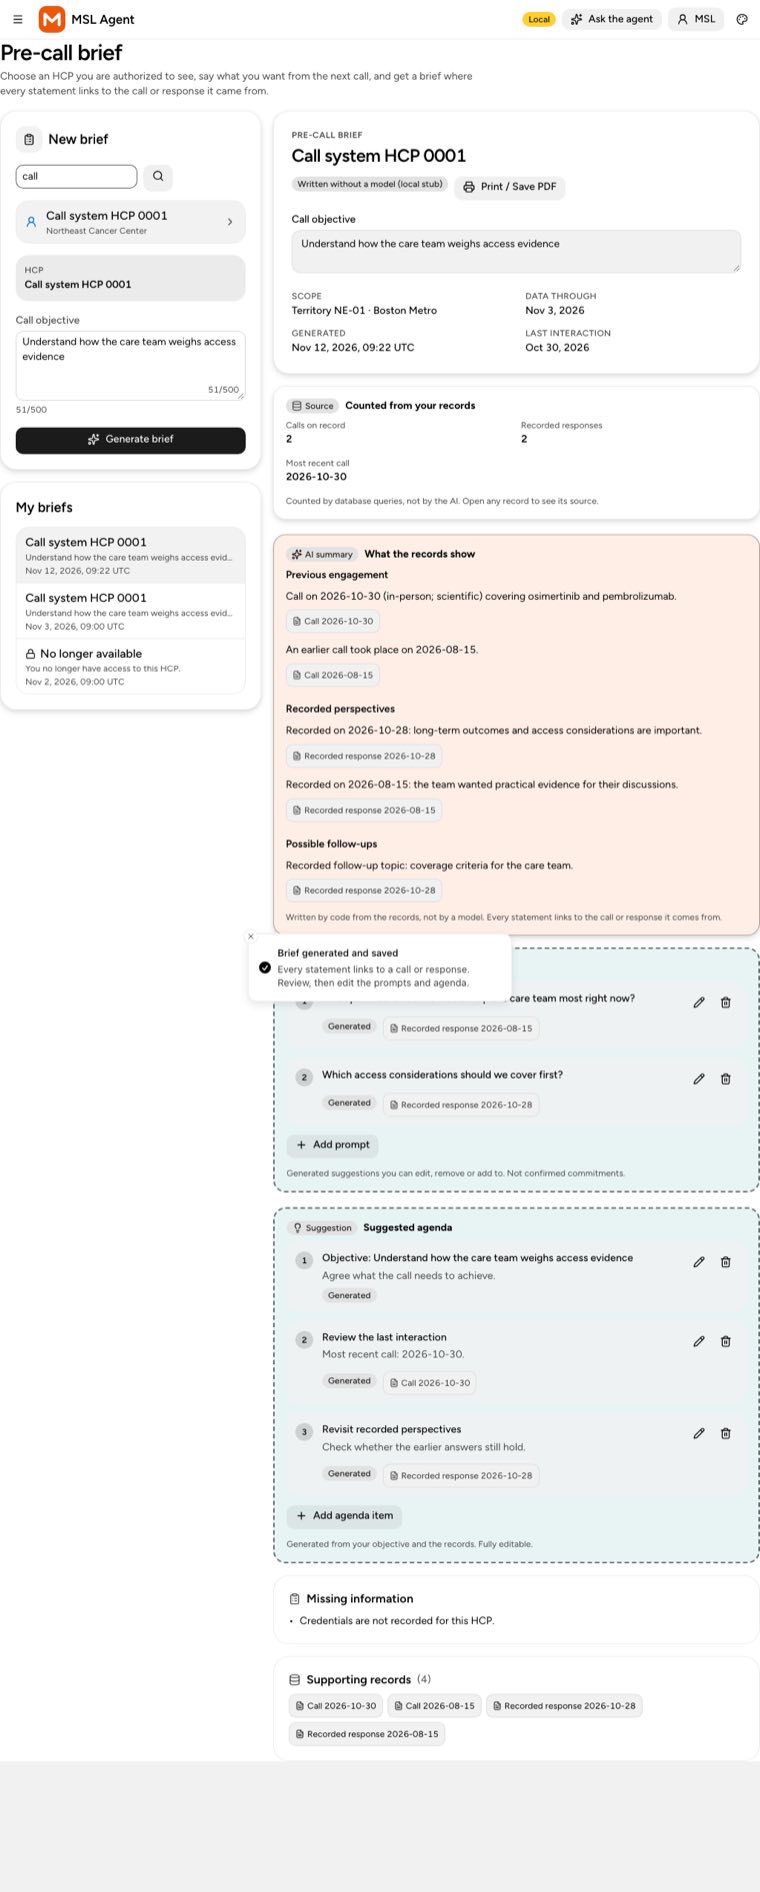 MSL Agent
Local
Ask the agent
MSL
Pre-call brief
Choose an HCP you are authorized to see, say what you want from the next call, and get a brief where
every statement links to the call or response it came from.
New brief
call
Call system HCP 0001
Northeast Cancer Center
HCP
Call system HCP 0001
Call objective
Understand how the care team weighs access
evidence
51/500
51/500
Generate brief
My briefs
Call system HCP 0001
Understand how the care team weighs access evid...
Nov 12, 2026, 09:22 UTC
Call system HCP 0001
Understand how the care team weighs access evid...
Nov 3, 2026, 09:00 UTC
No longer available
You no longer have access to this HCP.
Nov 2, 2026, 09:00 UTC
PRE-CALL BRIEF
Call system HCP 0001
Written without a model (local stub)
Print / Save PDF
Call objective
Understand how the care team weighs access evidence
SCOPE
Territory NE-01 · Boston Metro
DATA THROUGH
Nov 3, 2026
GENERATED
Nov 12, 2026, 09:22 UTC
LAST INTERACTION
Oct 30, 2026
Source
Counted from your records
Calls on record
2
Recorded responses
2
Most recent call
2026-10-30
Counted by database queries, not by the AI. Open any record to see its source.
AI summary
What the records show
Previous engagement
Call on 2026-10-30 (in-person; scientific) covering osimertinib and pembrolizumab.
Call 2026-10-30
An earlier call took place on 2026-08-15.
Call 2026-08-15
Recorded perspectives
Recorded on 2026-10-28: long-term outcomes and access considerations are important.
Recorded response 2026-10-28
Recorded on 2026-08-15: the team wanted practical evidence for their discussions.
Recorded response 2026-08-15
Possible follow-ups
Recorded follow-up topic: coverage criteria for the care team.
Recorded response 2026-10-28
Written by code from the records, not by a model. Every statement links to the call or response it comes from.
Brief generated and saved
Every statement links to a call or response.
Review, then edit the prompts and agenda.
care team most right now?
Generated
Recorded response 2026-08-15
2
Which access considerations should we cover first?
Generated
Recorded response 2026-10-28
Add prompt
Generated suggestions you can edit, remove or add to. Not confirmed commitments.
Suggestion
Suggested agenda
1
Objective: Understand how the care team weighs access evidence
Agree what the call needs to achieve.
Generated
2
Review the last interaction
Most recent call: 2026-10-30.
Generated
Call 2026-10-30
3
Revisit recorded perspectives
Check whether the earlier answers still hold.
Generated
Recorded response 2026-10-28
Add agenda item
Generated from your objective and the records. Fully editable.
Missing information
• Credentials are not recorded for this HCP.
Supporting records (4)
Call 2026-10-30
Call 2026-08-15
Recorded response 2026-10-28
Recorded response 2026-08-15